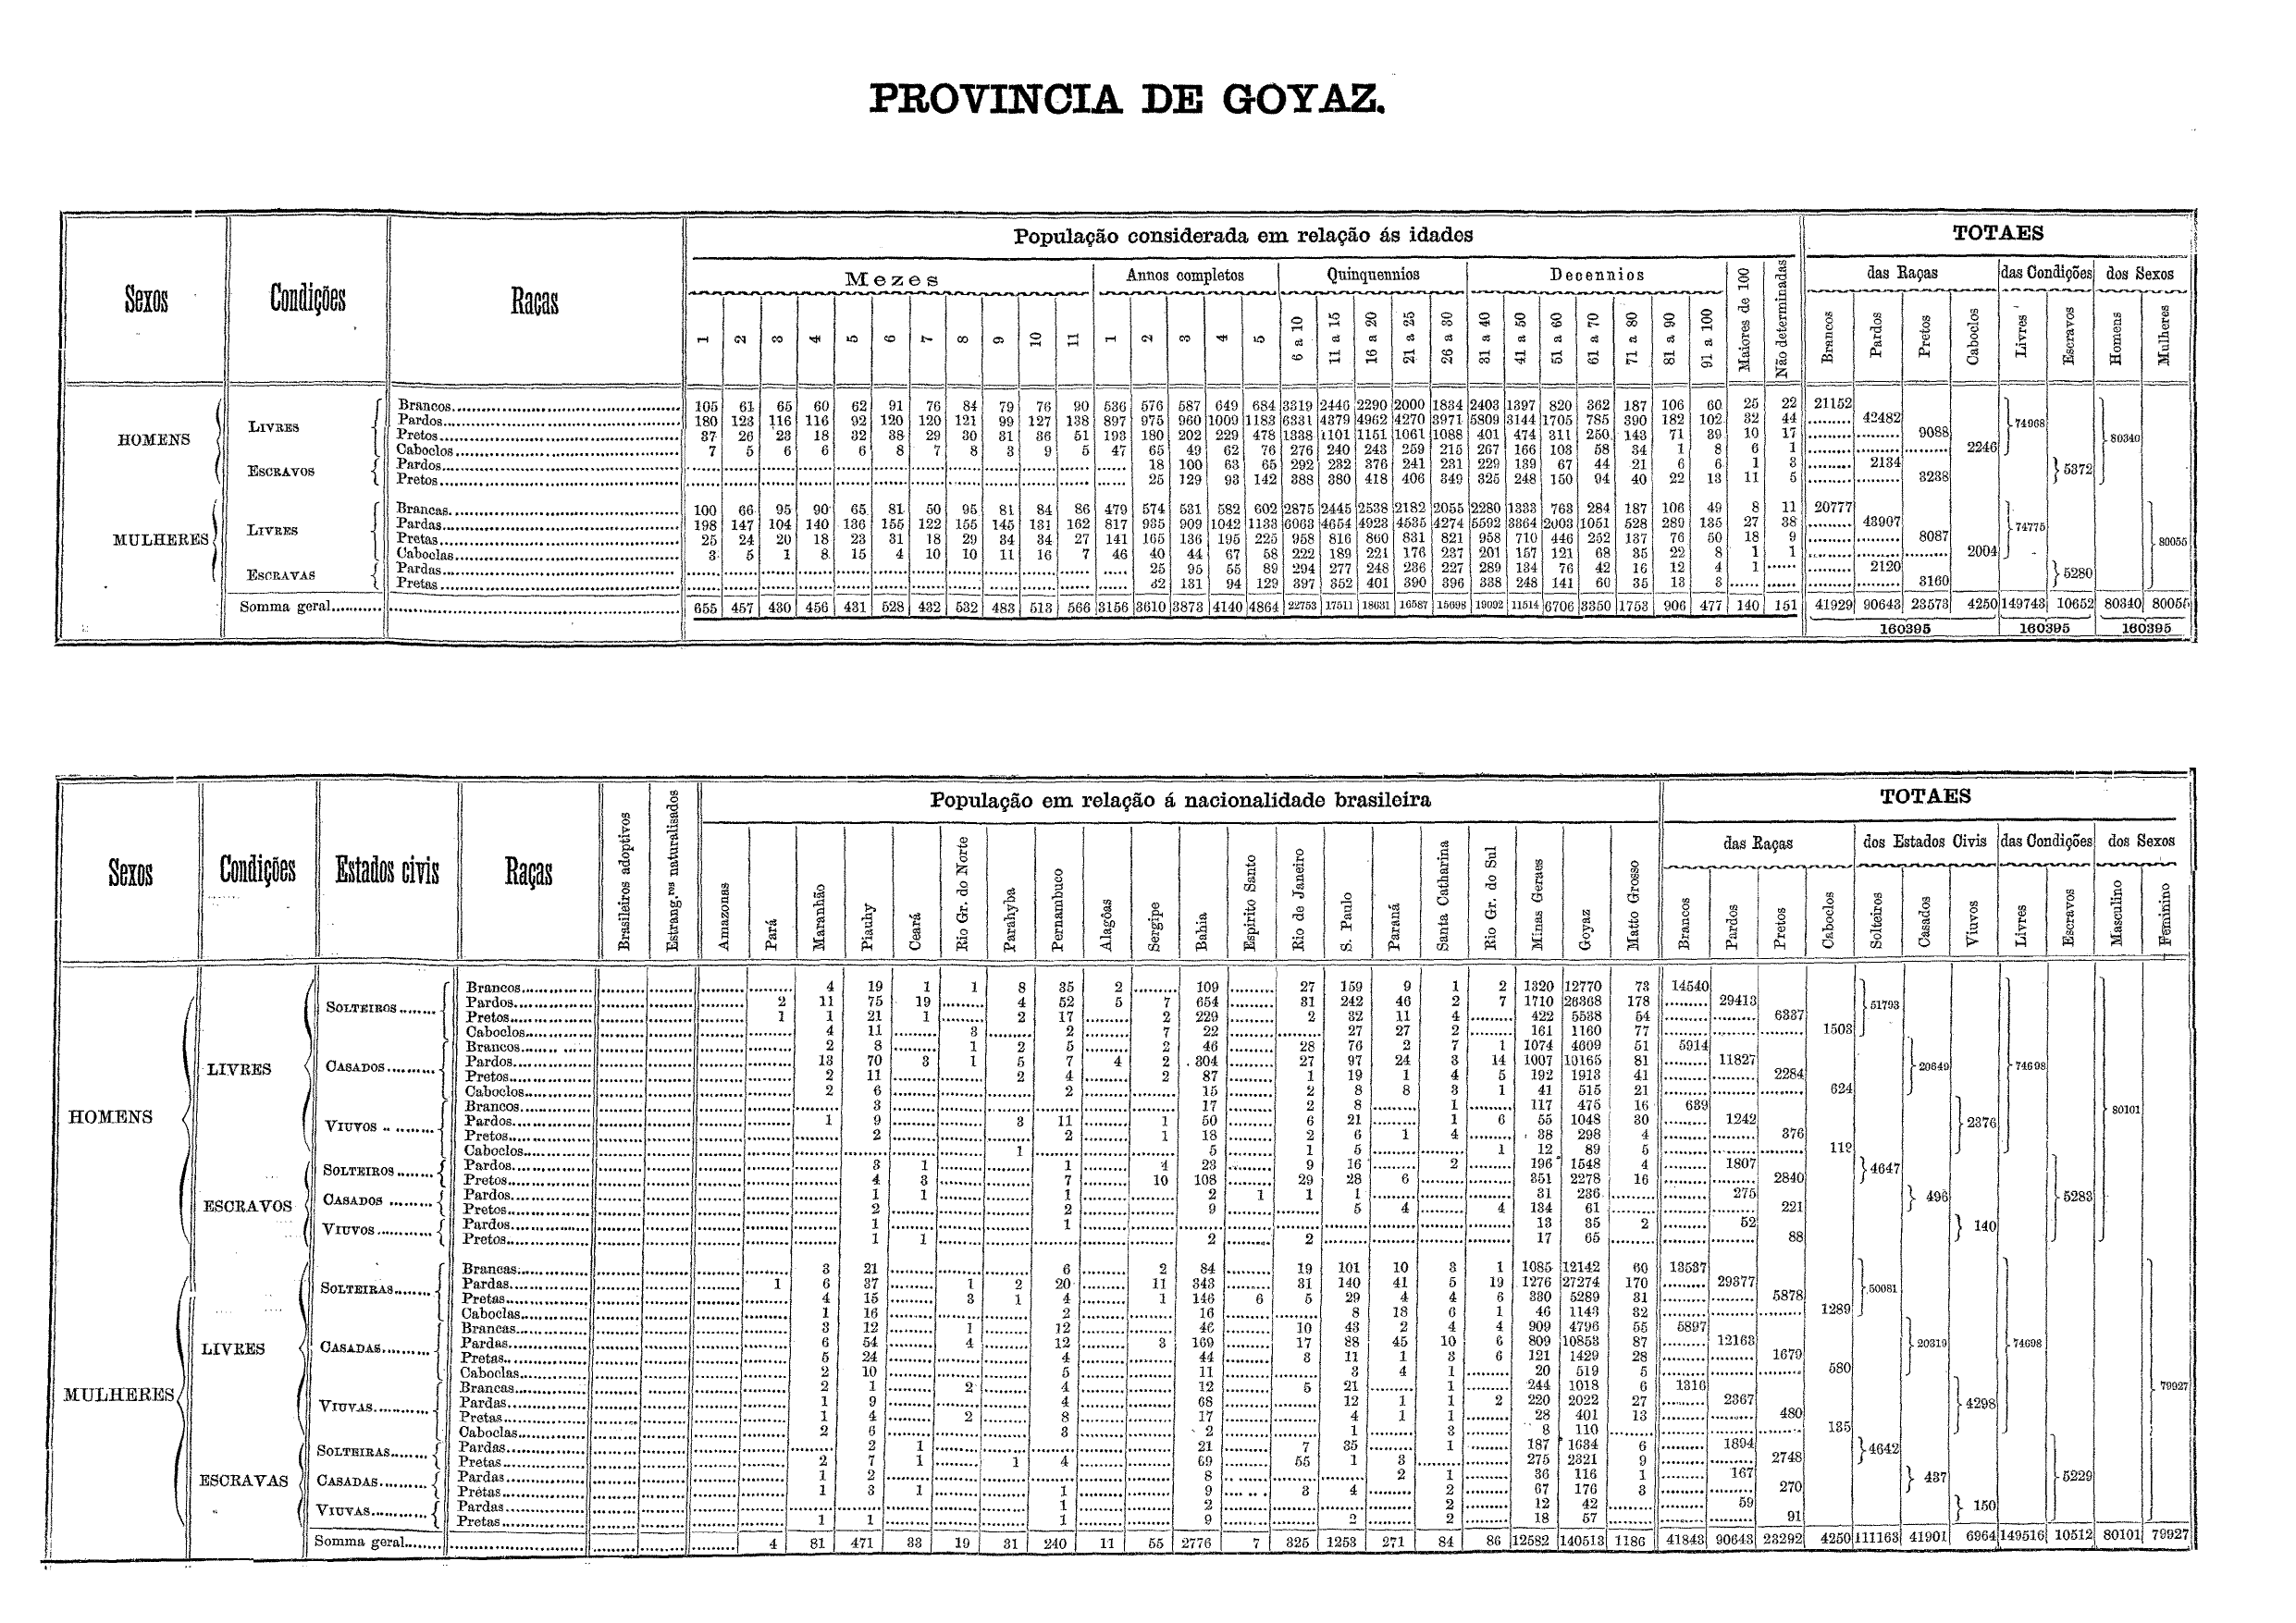 PROVINCIA DE GOYAZ.
Sexos Condições Raças População considerada em relação ás idades TOTAES
Mezes Annos completos Quinquennios Decennios Maiores de 100 Não determinadas das Raças das Condições dos Sexos
1 2 3 4 5 6 7 8 9 10 11 1 2 3 4 5 6 a 10 11 a 15 16 a 20 21 a 25 26 a 30 31 a 40 41 a 50 51 a 60 61 a 70 71 a 80 81 a 90 91 a 100 Brancos Pardos Pretos Caboclos Livres Escravos Homens Mulheres
HOMENS LIVRES Brancos 105 61 65 60 62 91 76 84 79 76 90 536 576 587 649 684 3319 2446 2290 2000 1834 2403 1397 820 362 187 106 60 25 22 21152
Pardos 180 123 116 116 92 120 120 121 99 127 138 897 975 960 1009 1183 6331 4379 4962 4270 3971 5809 3144 1705 785 390 182 102 32 44 42482 74968
Pretos 37 26 23 18 32 38 29 30 31 36 51 193 180 202 229 478 1338 1101 1151 1061 1088 401 474 311 250 143 71 39 10 17 9088 80340
Caboclos 7 5 6 6 6 8 7 8 3 9 5 47 65 49 62 76 276 240 243 259 215 267 166 103 58 34 1 8 6 1 2246
ESCRAVOS Pardos 18 100 63 65 292 232 376 241 231 229 139 67 44 21 6 6 1 3 2134 5372
Pretos 25 129 93 142 388 380 418 406 349 325 248 150 94 40 22 13 11 5 3238
MULHERES LIVRES Brancas 100 66 95 90 65 81 50 95 81 84 86 479 574 531 582 602 2875 2445 2538 2182 2055 2280 1333 763 284 187 106 49 8 11 20777
Pardas 198 147 104 140 136 155 122 155 145 131 162 817 935 909 1042 1133 6063 4654 4923 4535 4274 5592 3364 2003 1051 528 289 135 27 38 43907 74775
Pretas 25 24 20 18 23 31 18 29 34 34 27 141 165 136 195 225 958 816 860 831 821 958 710 446 252 137 76 50 18 9 8087 80055
Caboclas 3 5 1 8 15 4 10 10 11 16 7 46 40 44 67 58 222 189 221 176 237 201 157 121 68 35 22 8 1 1 2004
ESCRAVAS Pardas 25 95 55 89 294 277 248 236 227 289 134 76 42 16 12 4 1 2120 5280
Pretas 32 131 94 129 397 352 401 390 396 338 248 141 60 35 13 3 3160
Somma geral 655 457 430 456 431 528 432 532 483 513 566 3156 3610 3873 4140 4864 22753 17511 18631 16587 15698 19092 11514 6706 3350 1753 906 477 140 151 41929 90643 23573 4250 149743 10652 80340 80055
160395 160395 160395
Sexos Condições Estados civis Raças Brasileiros adoptivos Estrang.ros naturalisados População em relação á nacionalidade brasileira TOTAES
das Raças dos Estados Civis das Condições dos Sexos
Amazonas Pará Maranhão Piauhy Ceará Rio Gr. do Norte Parahyba Pernambuco Alagôas Sergipe Bahia Espirito Santo Rio de Janeiro S. Paulo Paraná Santa Catharina Rio Gr. do Sul Minas Geraes Goyaz Mato Grosso Brancos Pardos Pretos Caboclos Solteiros Casados Viuvos Livres Escravos Masculino Feminino
HOMENS LIVRES SOLTEIROS Brancos 4 19 1 1 8 35 2 109 27 159 9 1 2 1320 12770 73 14540
Pardos 2 11 75 19 4 52 5 7 654 31 242 46 2 7 1710 26368 178 29413 51793
Pretos 1 1 21 1 2 17 2 229 2 32 11 4 422 5538 54 6337
Caboclos 4 11 3 2 7 22 27 27 2 161 1160 77 1503
CASADOS Brancos 2 8 1 2 5 2 46 28 76 2 7 1 1074 4609 51 5914
Pardos 13 70 3 1 5 7 4 2 304 27 97 24 3 14 1007 10165 81 11827 20649 74698
Pretos 2 11 2 4 2 87 1 19 1 4 5 192 1913 41 2284
Caboclos 2 6 2 15 2 8 8 3 1 41 515 21 624
VIUVOS Brancos 3 17 2 8 1 117 475 16 639 80101
Pardos 1 9 3 11 1 50 6 21 1 6 55 1048 30 1242 2376
Pretos 2 2 1 18 2 6 1 4 38 298 4 376
Caboclos 1 5 1 5 1 12 89 5 112
ESCRAVOS SOLTEIROS Pardos 3 1 1 4 23 9 16 2 196 1548 4 1807 4647
Pretos 4 3 7 10 108 29 28 6 351 2278 16 2840
CASADOS Pardos 1 1 1 2 1 1 1 31 236 275 496 5283
Pretos 2 2 9 5 4 4 134 61 221
VIUVOS Pardos 1 1 13 35 2 52 140
Pretos 1 1 2 2 17 65 88
MULHERES LIVRES SOLTEIRAS Brancas 3 21 6 2 84 19 101 10 3 1 1085 12142 60 13537
Pardas 1 6 37 1 2 20 11 343 31 140 41 5 19 1276 27274 170 29377 50081
Pretas 4 15 3 1 4 1 146 6 5 29 4 4 6 330 5289 31 5878
Caboclas 1 16 2 16 8 18 6 1 46 1143 32 1289
CASADAS Brancas 3 12 1 12 46 10 43 2 4 4 909 4796 55 5897
Pardas 6 54 4 12 3 169 17 88 45 10 6 809 10853 87 12163 20319 74698
Pretas 5 24 4 44 3 11 1 3 6 121 1429 28 1679
Caboclas 2 10 5 11 3 4 1 20 519 5 580
VIUVAS Brancas 2 1 2 4 12 5 21 1 244 1018 6 1316 79927
Pardas 1 9 4 68 12 1 1 2 220 2022 27 2367 4298
Pretas 1 4 2 8 17 4 1 1 28 401 13 480
Caboclas 2 6 3 2 1 3 8 110 135
ESCRAVAS SOLTEIRAS Pardas 2 1 21 7 35 1 187 1634 6 1894 4642
Pretas 2 7 1 1 4 69 55 1 3 275 2321 9 2748
CASADAS Pardas 1 2 8 2 1 36 116 1 167 437 5229
Prétas 1 3 1 1 9 3 4 2 67 176 3 270
VIUVAS Pardas 1 2 2 12 42 59 150
Pretas 1 1 1 9 2 2 18 57 91
Somma geral 4 81 471 33 19 31 240 11 55 2776 7 325 1253 271 84 86 12582 140513 1186 41843 90643 23292 4250 111163 41901 6964 149516 10512 80101 79927